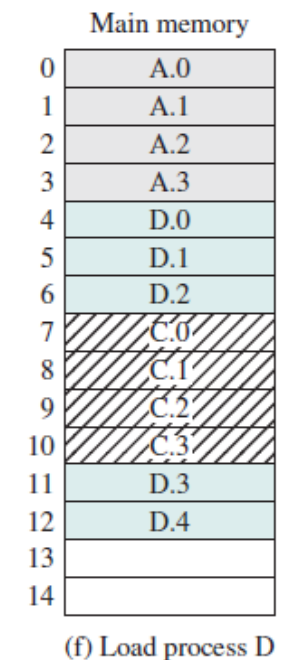 Main memory
0 A.0
1 A.1
2 A.2
3 A.3
4 D.0
5 D.1
6 D.2
7 C.0
8 C.1
9 C.2
10 C.3
11 D.3
12 D.4
13
14
(f) Load process D